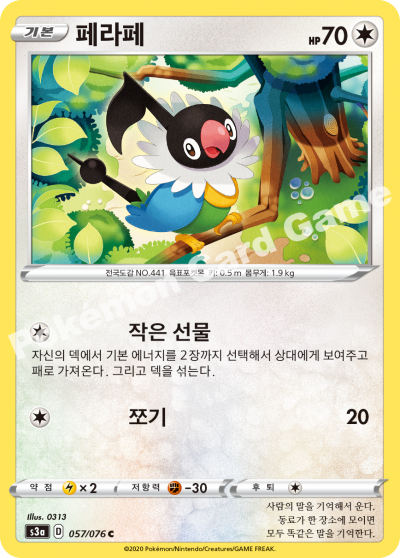 기본 페라페 HP 70
전국도감 NO.441 음표포켓몬 키: 0.5 m 몸무게: 1.9 kg
Pokémon Card Game
작은 선물
자신의 덱에서 기본 에너지를 2장까지 선택해서 상대에게 보여주고
패로 가져온다. 그리고 덱을 섞는다.
쪼기 20
약점 ×2 저항력 -30 후퇴
Illus. 0313
사람의 말을 기억해서 운다.
동료가 한 장소에 모이면
모두 똑같은 말을 기억한다.
s3a D 057/076 C
©2020 Pokémon/Nintendo/Creatures/GAME FREAK.